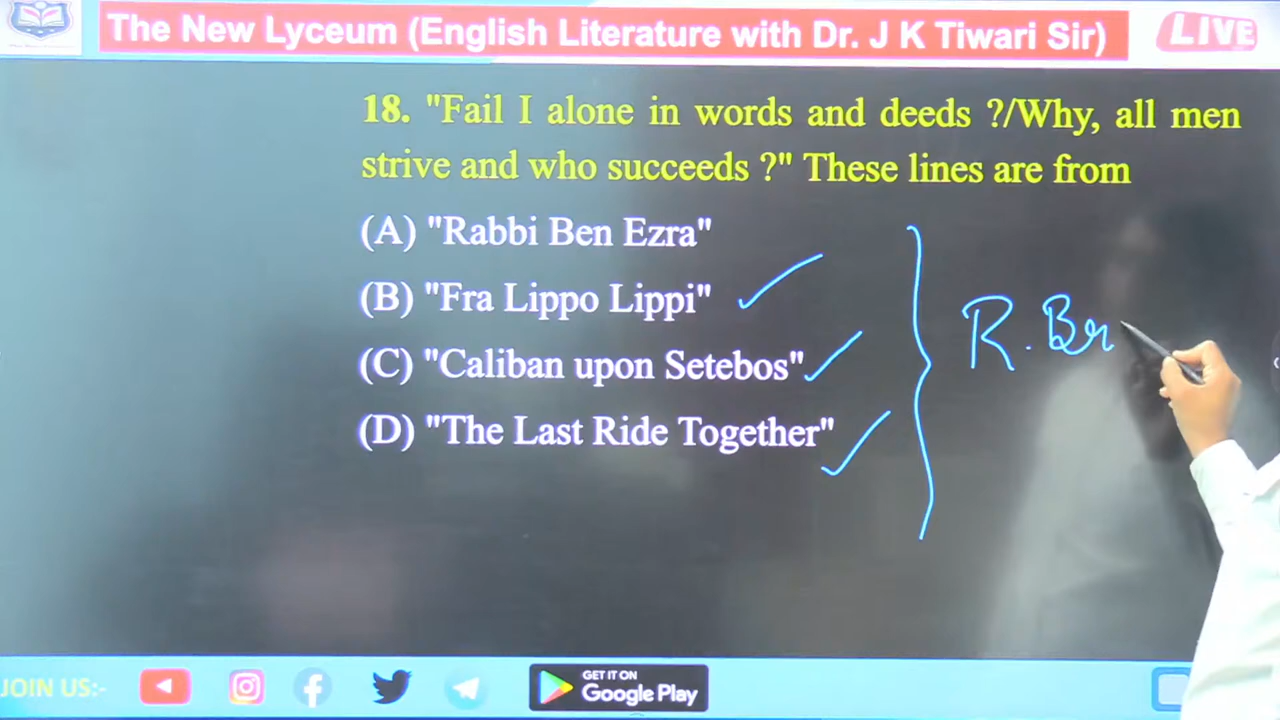 The New Lyceum (English Literature with Dr. J K Tiwari Sir)
LIVE
18. "Fail I alone in words and deeds ?/Why, all men
strive and who succeeds ?" These lines are from
(A) "Rabbi Ben Ezra"
(B) "Fra Lippo Lippi"
(C) "Caliban upon Setebos"
(D) "The Last Ride Together"
R. Br
JOIN US:-
GET IT ON
Google Play